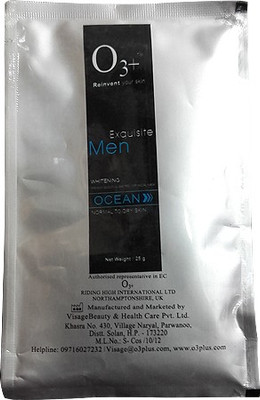 O3+
Reinvent your skin
Exquisite
Men
WHITENING
OCEAN >>>
NORMAL TO DRY SKIN
Net Weight : 25 g
Authorised representative in EC
O3+
RIDING HIGH INTERNATIONAL LTD
NORTHAMPTONSHIRE, UK
Manufactured and Marketed by
VisageBeauty & Health Care Pvt. Ltd.
Khasra No. 430, Village Naryal, Parwanoo,
Distt. Solan, H.P. - 173220
M.L.No.: S- Cos /10/12
Helpline: 09716027232 |Visage@o3plus.com, www.o3plus.com